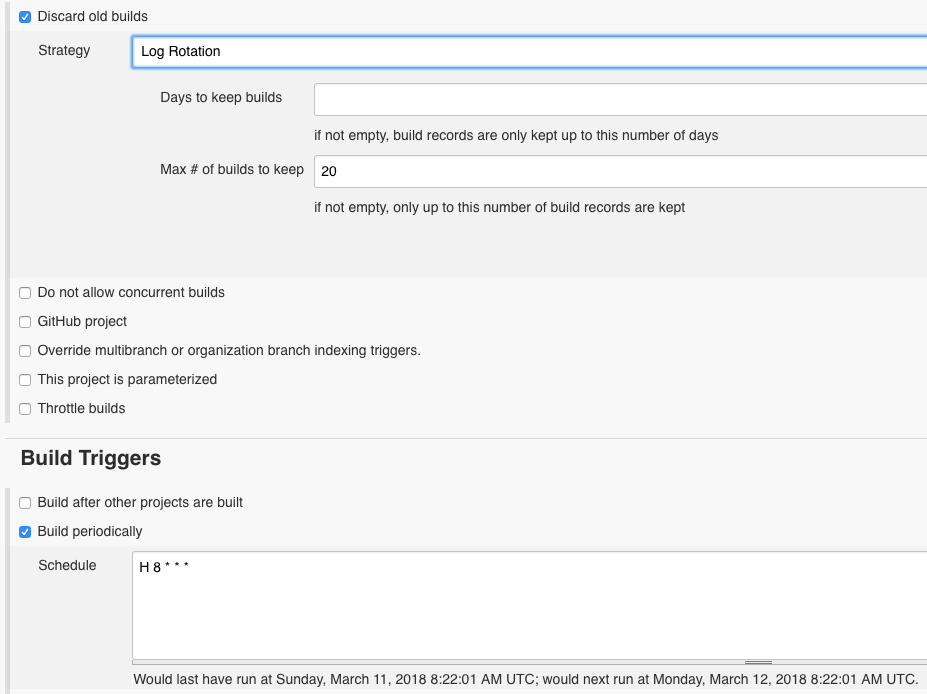 Discard old builds
Strategy
Log Rotation
Days to keep builds
if not empty, build records are only kept up to this number of days
Max # of builds to keep
20
if not empty, only up to this number of build records are kept
Do not allow concurrent builds
GitHub project
Override multibranch or organization branch indexing triggers.
This project is parameterized
Throttle builds
Build Triggers
Build after other projects are built
Build periodically
Schedule
H 8 * * *
Would last have run at Sunday, March 11, 2018 8:22:01 AM UTC; would next run at Monday, March 12, 2018 8:22:01 AM UTC.